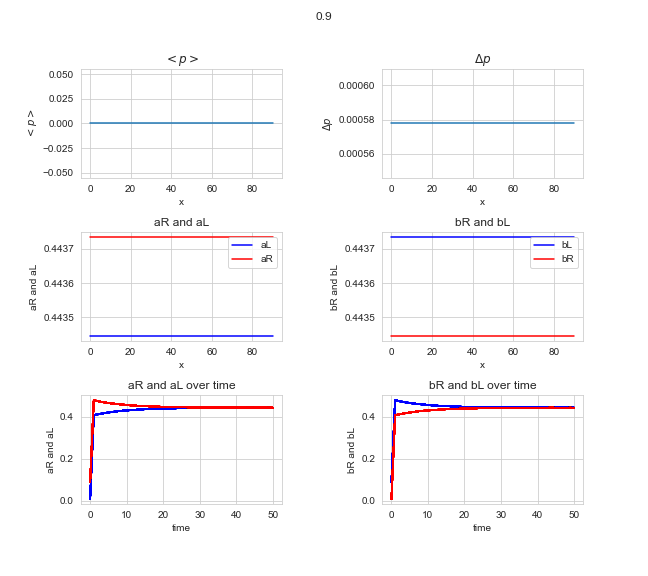 0.9
< p >
Δp
0.050
0.025
0.000
−0.025
−0.050
< p >
0 20 40 60 80
x
0.00060
0.00058
0.00056
Δp
0 20 40 60 80
x
aR and aL
bR and bL
0.4437
0.4436
0.4435
aR and aL
aL
aR
0 20 40 60 80
x
0.4437
0.4436
0.4435
bR and bL
bL
bR
0 20 40 60 80
x
aR and aL over time
bR and bL over time
0.4
0.2
0.0
aR and aL
0 10 20 30 40 50
time
0.4
0.2
0.0
bR and bL
0 10 20 30 40 50
time